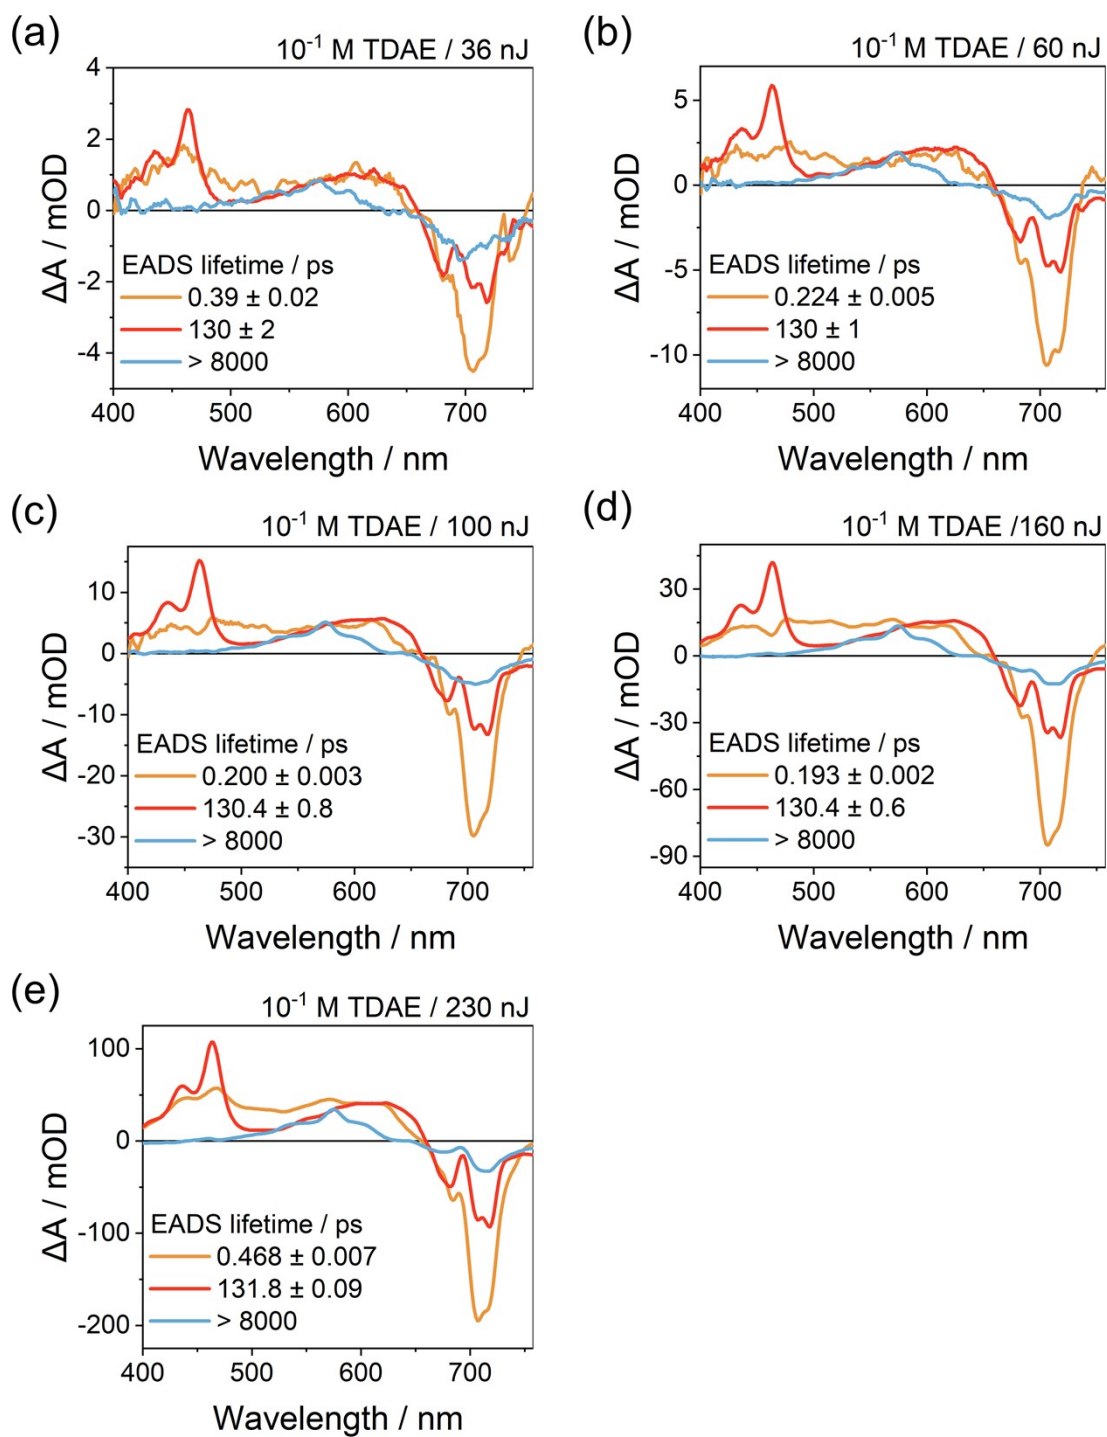 (a)
10⁻¹ M TDAE / 36 nJ
ΔA / mOD
4
2
0
-2
-4
EADS lifetime / ps
0.39 ± 0.02
130 ± 2
> 8000
400 500 600 700
Wavelength / nm
(b)
10⁻¹ M TDAE / 60 nJ
ΔA / mOD
5
0
-5
-10
EADS lifetime / ps
0.224 ± 0.005
130 ± 1
> 8000
400 500 600 700
Wavelength / nm
(c)
10⁻¹ M TDAE / 100 nJ
ΔA / mOD
10
0
-10
-20
-30
EADS lifetime / ps
0.200 ± 0.003
130.4 ± 0.8
> 8000
400 500 600 700
Wavelength / nm
(d)
10⁻¹ M TDAE /160 nJ
ΔA / mOD
30
0
-30
-60
-90
EADS lifetime / ps
0.193 ± 0.002
130.4 ± 0.6
> 8000
400 500 600 700
Wavelength / nm
(e)
10⁻¹ M TDAE / 230 nJ
ΔA / mOD
100
0
-100
-200
EADS lifetime / ps
0.468 ± 0.007
131.8 ± 0.09
> 8000
400 500 600 700
Wavelength / nm